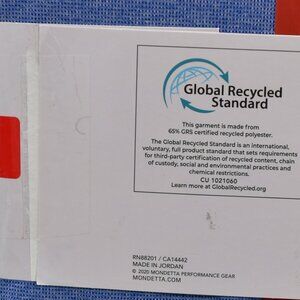 Global Recycled
Standard
This garment is made from
65% GRS certified recycled polyester.
The Global Recycled Standard is an international,
voluntary, full product standard that sets requirements
for third-party certification of recycled content, chain
of custody, social and environmental practices and
chemical restrictions.
CU 1021060
Learn more at GlobalRecycled.org
RN88201 / CA14442
MADE IN JORDAN
© 2020 MONDETTA PERFORMANCE GEAR
MONDETTA.COM